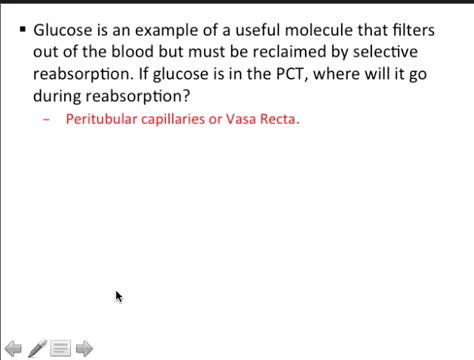 ▪ Glucose is an example of a useful molecule that filters
out of the blood but must be reclaimed by selective
reabsorption. If glucose is in the PCT, where will it go
during reabsorption?
– Peritubular capillaries or Vasa Recta.